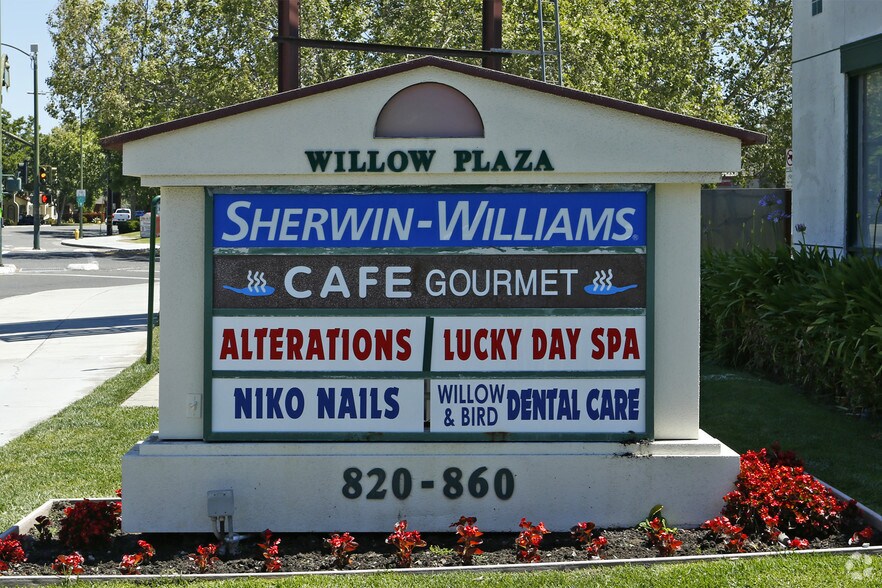 WILLOW PLAZA
SHERWIN-WILLIAMS®
CAFE GOURMET
ALTERATIONS
LUCKY DAY SPA
NIKO NAILS
WILLOW
& BIRD DENTAL CARE
820-860